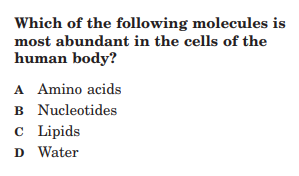 Which of the following molecules is
most abundant in the cells of the
human body?
A Amino acids
B Nucleotides
C Lipids
D Water